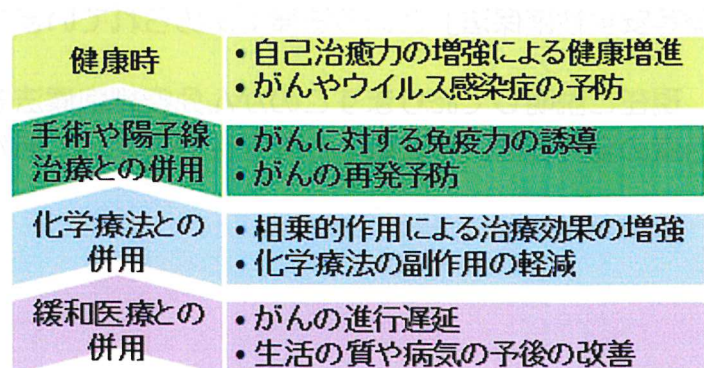 健康時
• 自己治癒力の増強による健康増進
• がんやウイルス感染症の予防
手術や陽子線
治療との併用
• がんに対する免疫力の誘導
• がんの再発予防
化学療法との
併用
• 相乗的作用による治療効果の増強
• 化学療法の副作用の軽減
緩和医療との
併用
• がんの進行遅延
• 生活の質や病気の予後の改善